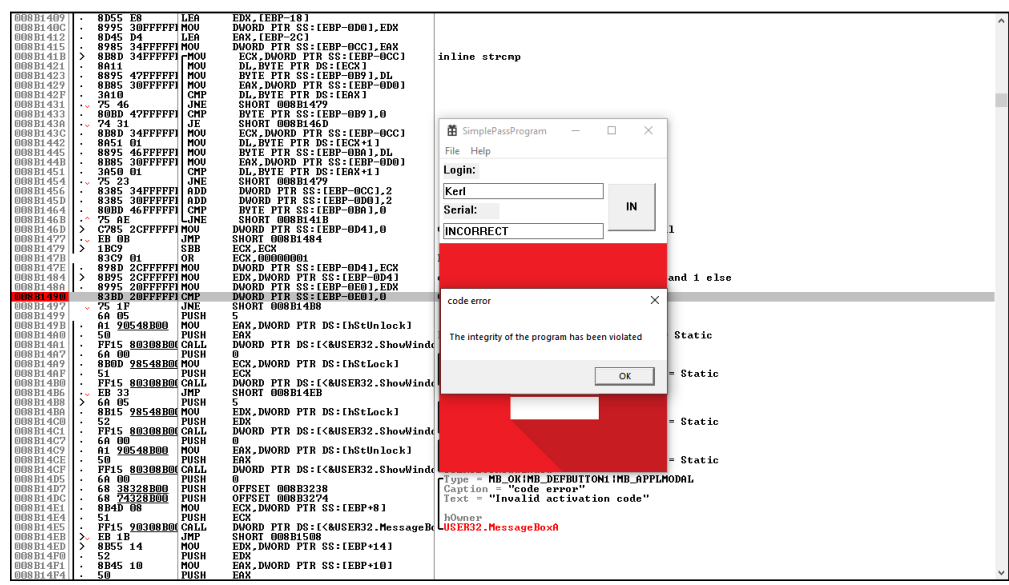 008B1409 . 8D55 E8 LEA EDX,[EBP-18]
008B140C . 8995 30FFFFFF MOV DWORD PTR SS:[EBP-0D0],EDX
008B1412 . 8D45 D4 LEA EAX,[EBP-2C]
008B1415 . 8985 34FFFFFF MOV DWORD PTR SS:[EBP-0CC],EAX
008B141B > 8B8D 34FFFFFF MOV ECX,DWORD PTR SS:[EBP-0CC] inline strcmp
008B1421 . 8A11 MOV DL,BYTE PTR DS:[ECX]
008B1423 . 8895 47FFFFFF MOV BYTE PTR SS:[EBP-0B9],DL
008B1429 . 8B85 30FFFFFF MOV EAX,DWORD PTR SS:[EBP-0D0]
008B142F . 3A10 CMP DL,BYTE PTR DS:[EAX]
008B1431 . 75 46 JNE SHORT 008B1479
008B1433 . 80BD 47FFFFFF CMP BYTE PTR SS:[EBP-0B9],0
008B143A . 74 31 JE SHORT 008B146D
008B143C . 8B8D 34FFFFFF MOV ECX,DWORD PTR SS:[EBP-0CC]
008B1442 . 8A51 01 MOV DL,BYTE PTR DS:[ECX+1]
008B1445 . 8895 46FFFFFF MOV BYTE PTR SS:[EBP-0BA],DL
008B144B . 8B85 30FFFFFF MOV EAX,DWORD PTR SS:[EBP-0D0]
008B1451 . 3A50 01 CMP DL,BYTE PTR DS:[EAX+1]
008B1454 . 75 23 JNE SHORT 008B1479
008B1456 . 8385 34FFFFFF ADD DWORD PTR SS:[EBP-0CC],2
008B145D . 8385 30FFFFFF ADD DWORD PTR SS:[EBP-0D0],2
008B1464 . 80BD 46FFFFFF CMP BYTE PTR SS:[EBP-0BA],0
008B146B .^ 75 AE JNE SHORT 008B141B
008B146D > C785 2CFFFFFF MOV DWORD PTR SS:[EBP-0D4],0
008B1477 . EB 0B JMP SHORT 008B1484
008B1479 > 1BC9 SBB ECX,ECX
008B147B 83C9 01 OR ECX,00000001
008B147E . 898D 2CFFFFFF MOV DWORD PTR SS:[EBP-0D4],ECX
008B1484 > 8B95 2CFFFFFF MOV EDX,DWORD PTR SS:[EBP-0D4] and 1 else
008B148A . 8995 20FFFFFF MOV DWORD PTR SS:[EBP-0E0],EDX
008B1490 83BD 20FFFFFF CMP DWORD PTR SS:[EBP-0E0],0
008B1497 75 1F JNE SHORT 008B14B8
008B1499 6A 05 PUSH 5
008B149B . A1 90548B00 MOV EAX,DWORD PTR DS:[hStUnlock]
008B14A0 . 50 PUSH EAX Static
008B14A1 . FF15 80308B00 CALL DWORD PTR DS:[<&USER32.ShowWindo
008B14A7 . 6A 00 PUSH 0
008B14A9 . 8B0D 98548B00 MOV ECX,DWORD PTR DS:[hStLock]
008B14AF . 51 PUSH ECX = Static
008B14B0 . FF15 80308B00 CALL DWORD PTR DS:[<&USER32.ShowWindo
008B14B6 . EB 33 JMP SHORT 008B14EB
008B14B8 > 6A 05 PUSH 5
008B14BA . 8B15 98548B00 MOV EDX,DWORD PTR DS:[hStLock]
008B14C0 . 52 PUSH EDX = Static
008B14C1 . FF15 80308B00 CALL DWORD PTR DS:[<&USER32.ShowWindo
008B14C7 . 6A 00 PUSH 0
008B14C9 . A1 90548B00 MOV EAX,DWORD PTR DS:[hStUnlock]
008B14CE . 50 PUSH EAX = Static
008B14CF . FF15 80308B00 CALL DWORD PTR DS:[<&USER32.ShowWindo
008B14D5 . 6A 00 PUSH 0 Type = MB_OK|MB_DEFBUTTON1|MB_APPLMODAL
008B14D7 . 68 38328B00 PUSH OFFSET 008B3238 Caption = "code error"
008B14DC . 68 74328B00 PUSH OFFSET 008B3274 Text = "Invalid activation code"
008B14E1 . 8B4D 08 MOV ECX,DWORD PTR SS:[EBP+8]
008B14E4 . 51 PUSH ECX hOwner
008B14E5 . FF15 90308B00 CALL DWORD PTR DS:[<&USER32.MessageBo USER32.MessageBoxA
008B14EB > EB 1B JMP SHORT 008B1508
008B14ED > 8B55 14 MOV EDX,DWORD PTR SS:[EBP+14]
008B14F0 . 52 PUSH EDX
008B14F1 . 8B45 10 MOV EAX,DWORD PTR SS:[EBP+10]
008B14F4 . 50 PUSH EAX
SimplePassProgram
File Help
Login:
Kerl
IN
Serial:
INCORRECT
code error
The integrity of the program has been violated
OK